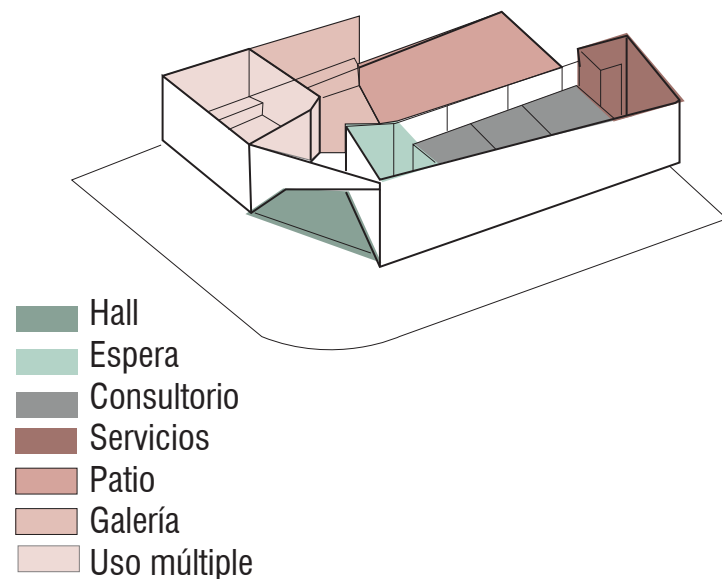 Hall
Espera
Consultorio
Servicios
Patio
Galería
Uso múltiple